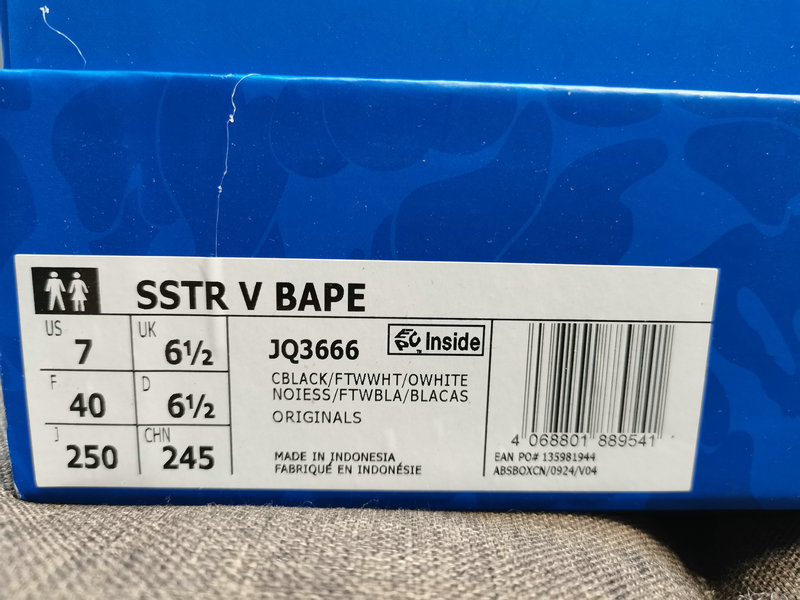 SSTR V BAPE
US 7 UK 6½
F 40 D 6½
J 250 CHN 245
JQ3666 EPC Inside
CBLACK/FTWWHT/OWHITE
NOIESS/FTWBLA/BLACAS
ORIGINALS
MADE IN INDONESIA
FABRIQUÉ EN INDONÉSIE
4 068801 889541
EAN PO# 135981944
ABSBOXCN/0924/V04